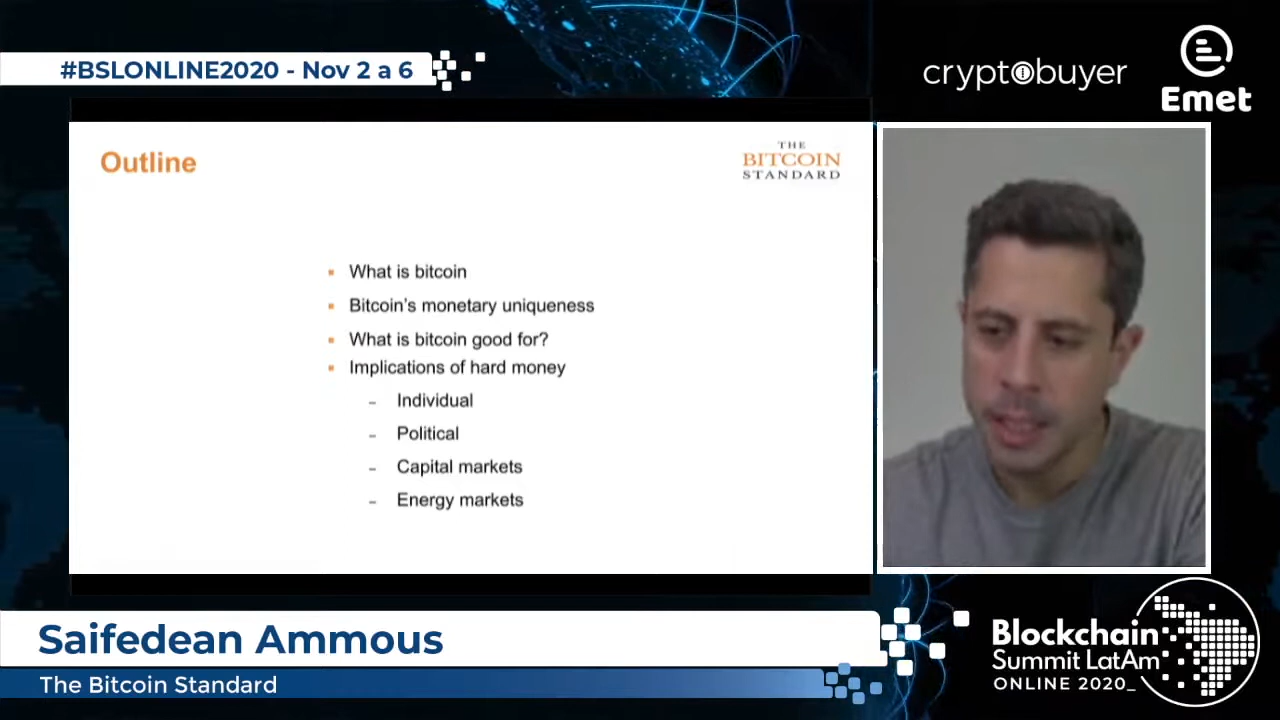 #BSLONLINE2020 - Nov 2 a 6
cryptobuyer
Emet
Outline
THE
BITCOIN
STANDARD
What is bitcoin
Bitcoin's monetary uniqueness
What is bitcoin good for?
Implications of hard money
Individual
Political
Capital markets
Energy markets
Saifedean Ammous
The Bitcoin Standard
Blockchain
Summit LatAm
ONLINE 2020_